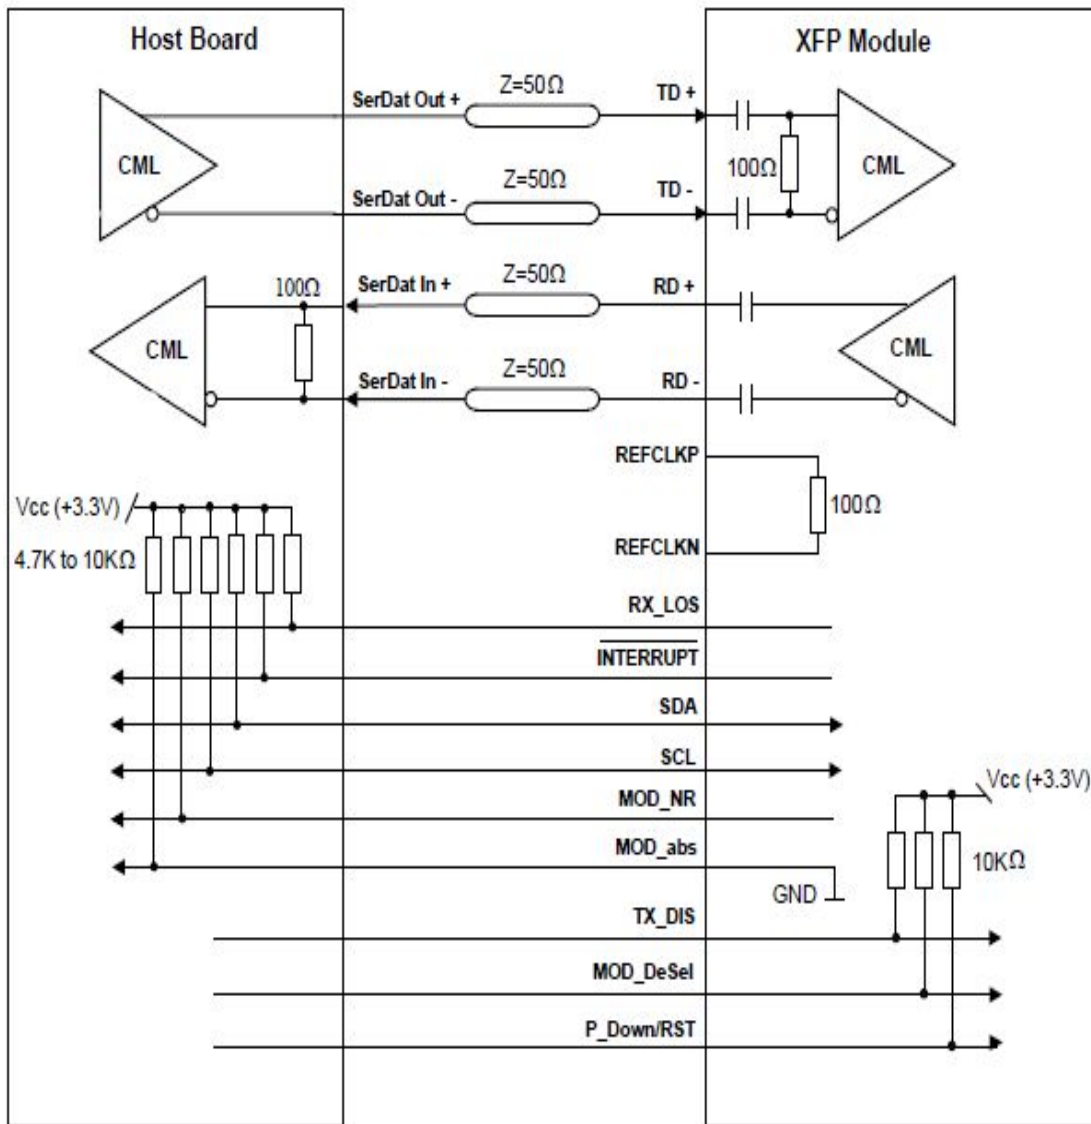 Host Board
XFP Module
Z=50Ω
SerDat Out +
TD +
CML
100Ω
CML
Z=50Ω
SerDat Out -
TD -
Z=50Ω
SerDat In +
RD +
100Ω
CML
CML
Z=50Ω
SerDat In -
RD -
REFCLKP
Vcc (+3.3V)
100Ω
4.7K to 10KΩ
REFCLKN
RX_LOS
INTERRUPT
SDA
SCL
Vcc (+3.3V)
MOD_NR
MOD_abs
10KΩ
GND
TX_DIS
MOD_DeSel
P_Down/RST